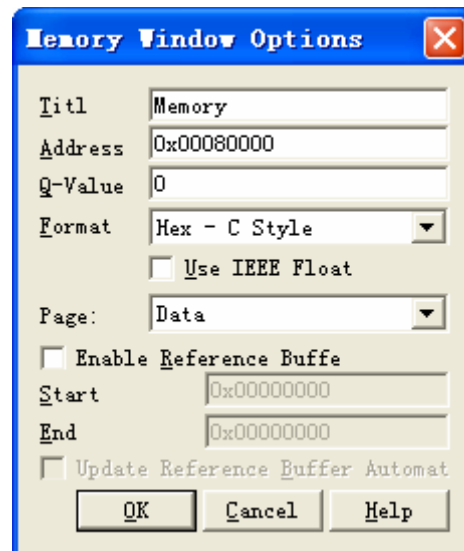 Memory Window Options
Titl Memory
Address 0x00080000
Q-Value 0
Format Hex - C Style
Use IEEE Float
Page: Data
Enable Reference Buffe
Start 0x00000000
End 0x00000000
Update Reference Buffer Automat
OK Cancel Help